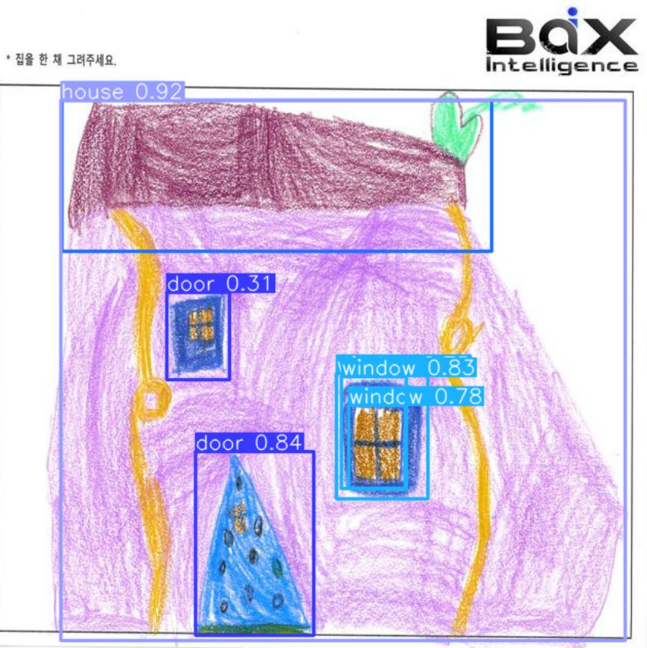 BaiX
Intelligence
* 집을 한 채 그려주세요.
house 0.92
door 0.31
window 0.83
window 0.78
door 0.84